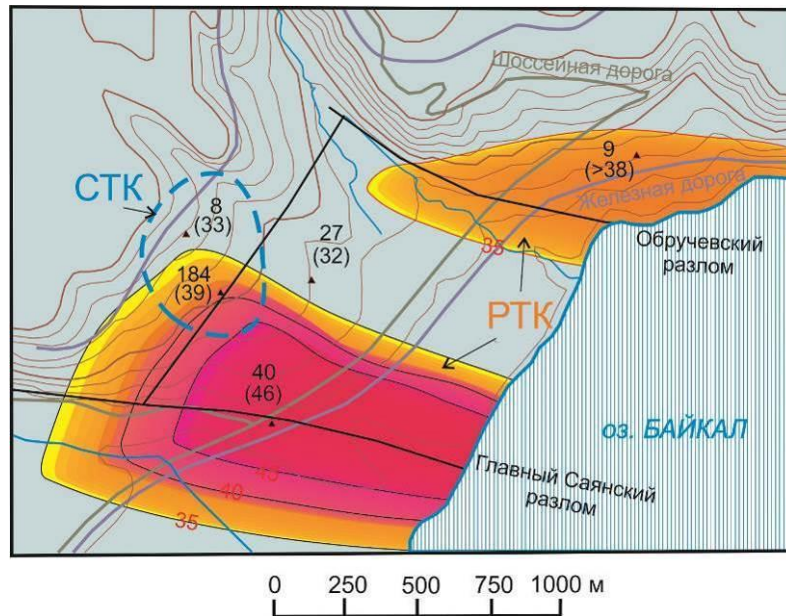 Шоссейная дорога
9
(>38)
СТК
Железная дорога
8
(33)
27
(32)
35
Обручевский
разлом
184
(39)
РТК
40
(46)
оз. БАЙКАЛ
45
Главный Саянский
разлом
40
35
0 250 500 750 1000 м